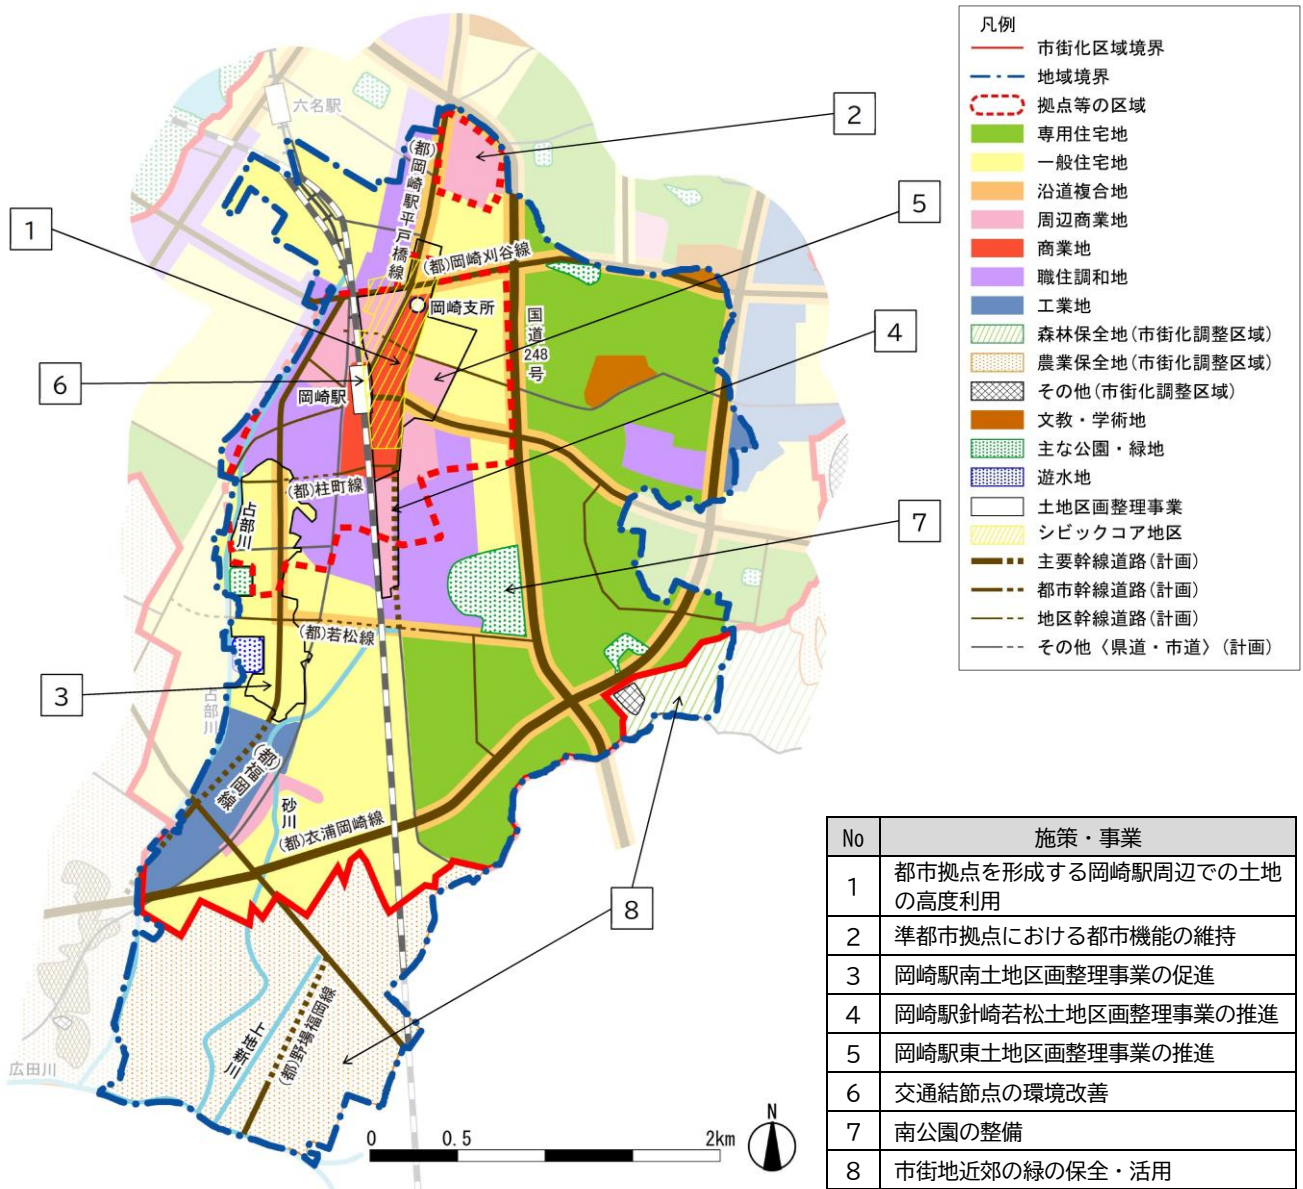 凡例
市街化区域境界
地域境界
拠点等の区域
専用住宅地
一般住宅地
沿道複合地
周辺商業地
商業地
職住調和地
工業地
森林保全地(市街化調整区域)
農業保全地(市街化調整区域)
その他(市街化調整区域)
文教・学術地
主な公園・緑地
遊水地
土地区画整理事業
シビックコア地区
主要幹線道路(計画)
都市幹線道路(計画)
地区幹線道路(計画)
その他〈県道・市道〉(計画)
六名駅
2
(都)岡崎駅平戸橋線
5
1
(都)岡崎刈谷線
岡崎支所
国道248号
4
6
岡崎駅
(都)柱町線
占部川
7
(都)若松線
3
占部川
(都)福岡線
砂川
(都)衣浦岡崎線
8
上地新川
(都)野場福岡線
広田川
0 0.5 2km
N
No 施策・事業
1 都市拠点を形成する岡崎駅周辺での土地
の高度利用
2 準都市拠点における都市機能の維持
3 岡崎駅南土地区画整理事業の促進
4 岡崎駅針崎若松土地区画整理事業の推進
5 岡崎駅東土地区画整理事業の推進
6 交通結節点の環境改善
7 南公園の整備
8 市街地近郊の緑の保全・活用